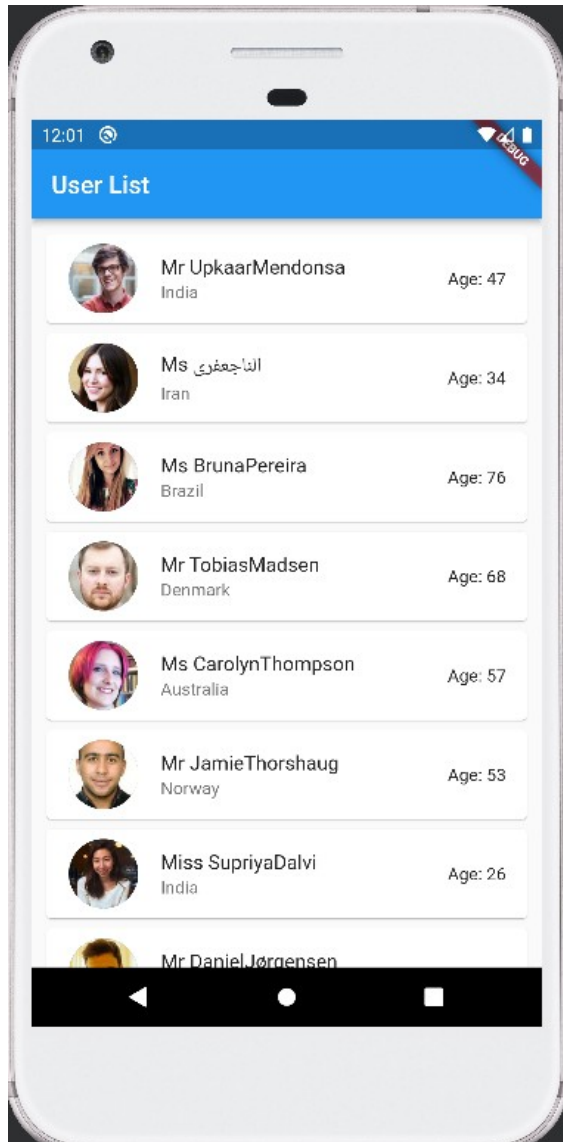 12:01
DEBUG
User List
Mr UpkaarMendonsa
India
Age: 47
Ms الناجعفری
Iran
Age: 34
Ms BrunaPereira
Brazil
Age: 76
Mr TobiasMadsen
Denmark
Age: 68
Ms CarolynThompson
Australia
Age: 57
Mr JamieThorshaug
Norway
Age: 53
Miss SupriyaDalvi
India
Age: 26
Mr DanielJørgensen